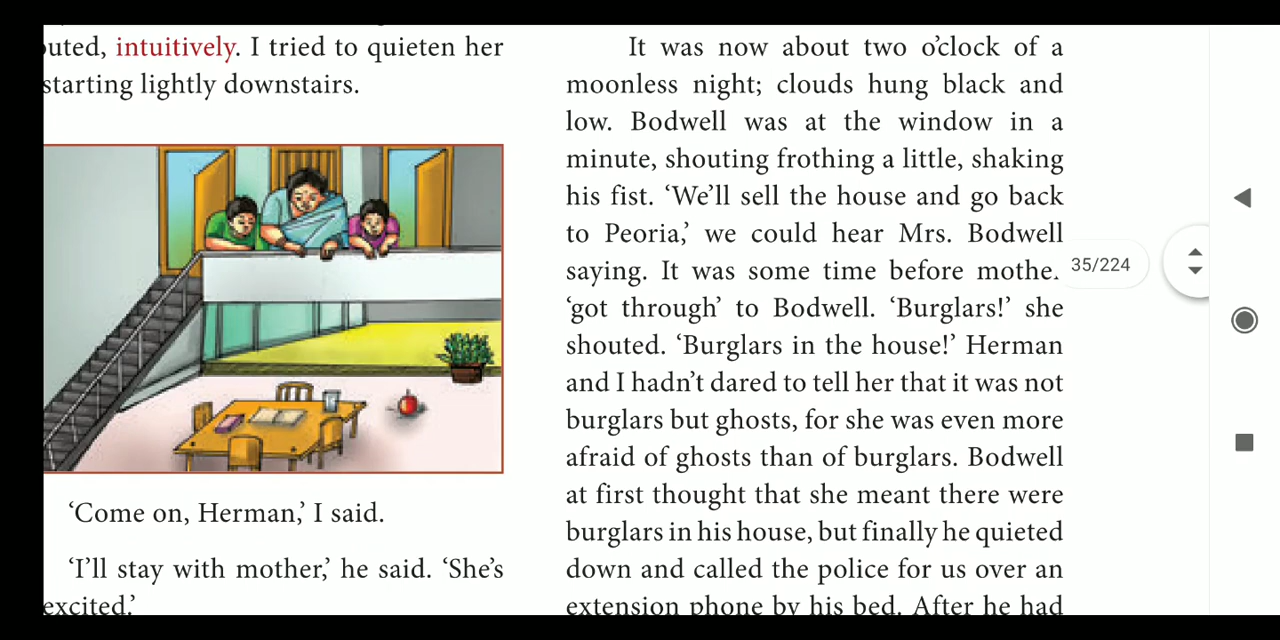 outed, intuitively. I tried to quieten her
starting lightly downstairs.
‘Come on, Herman,’ I said.
‘I’ll stay with mother,’ he said. ‘She’s
excited.’
It was now about two o’clock of a
moonless night; clouds hung black and
low. Bodwell was at the window in a
minute, shouting frothing a little, shaking
his fist. ‘We’ll sell the house and go back
to Peoria,’ we could hear Mrs. Bodwell
saying. It was some time before mothe
‘got through’ to Bodwell. ‘Burglars!’ she
shouted. ‘Burglars in the house!’ Herman
and I hadn’t dared to tell her that it was not
burglars but ghosts, for she was even more
afraid of ghosts than of burglars. Bodwell
at first thought that she meant there were
burglars in his house, but finally he quieted
down and called the police for us over an
extension phone by his bed. After he had
35/224